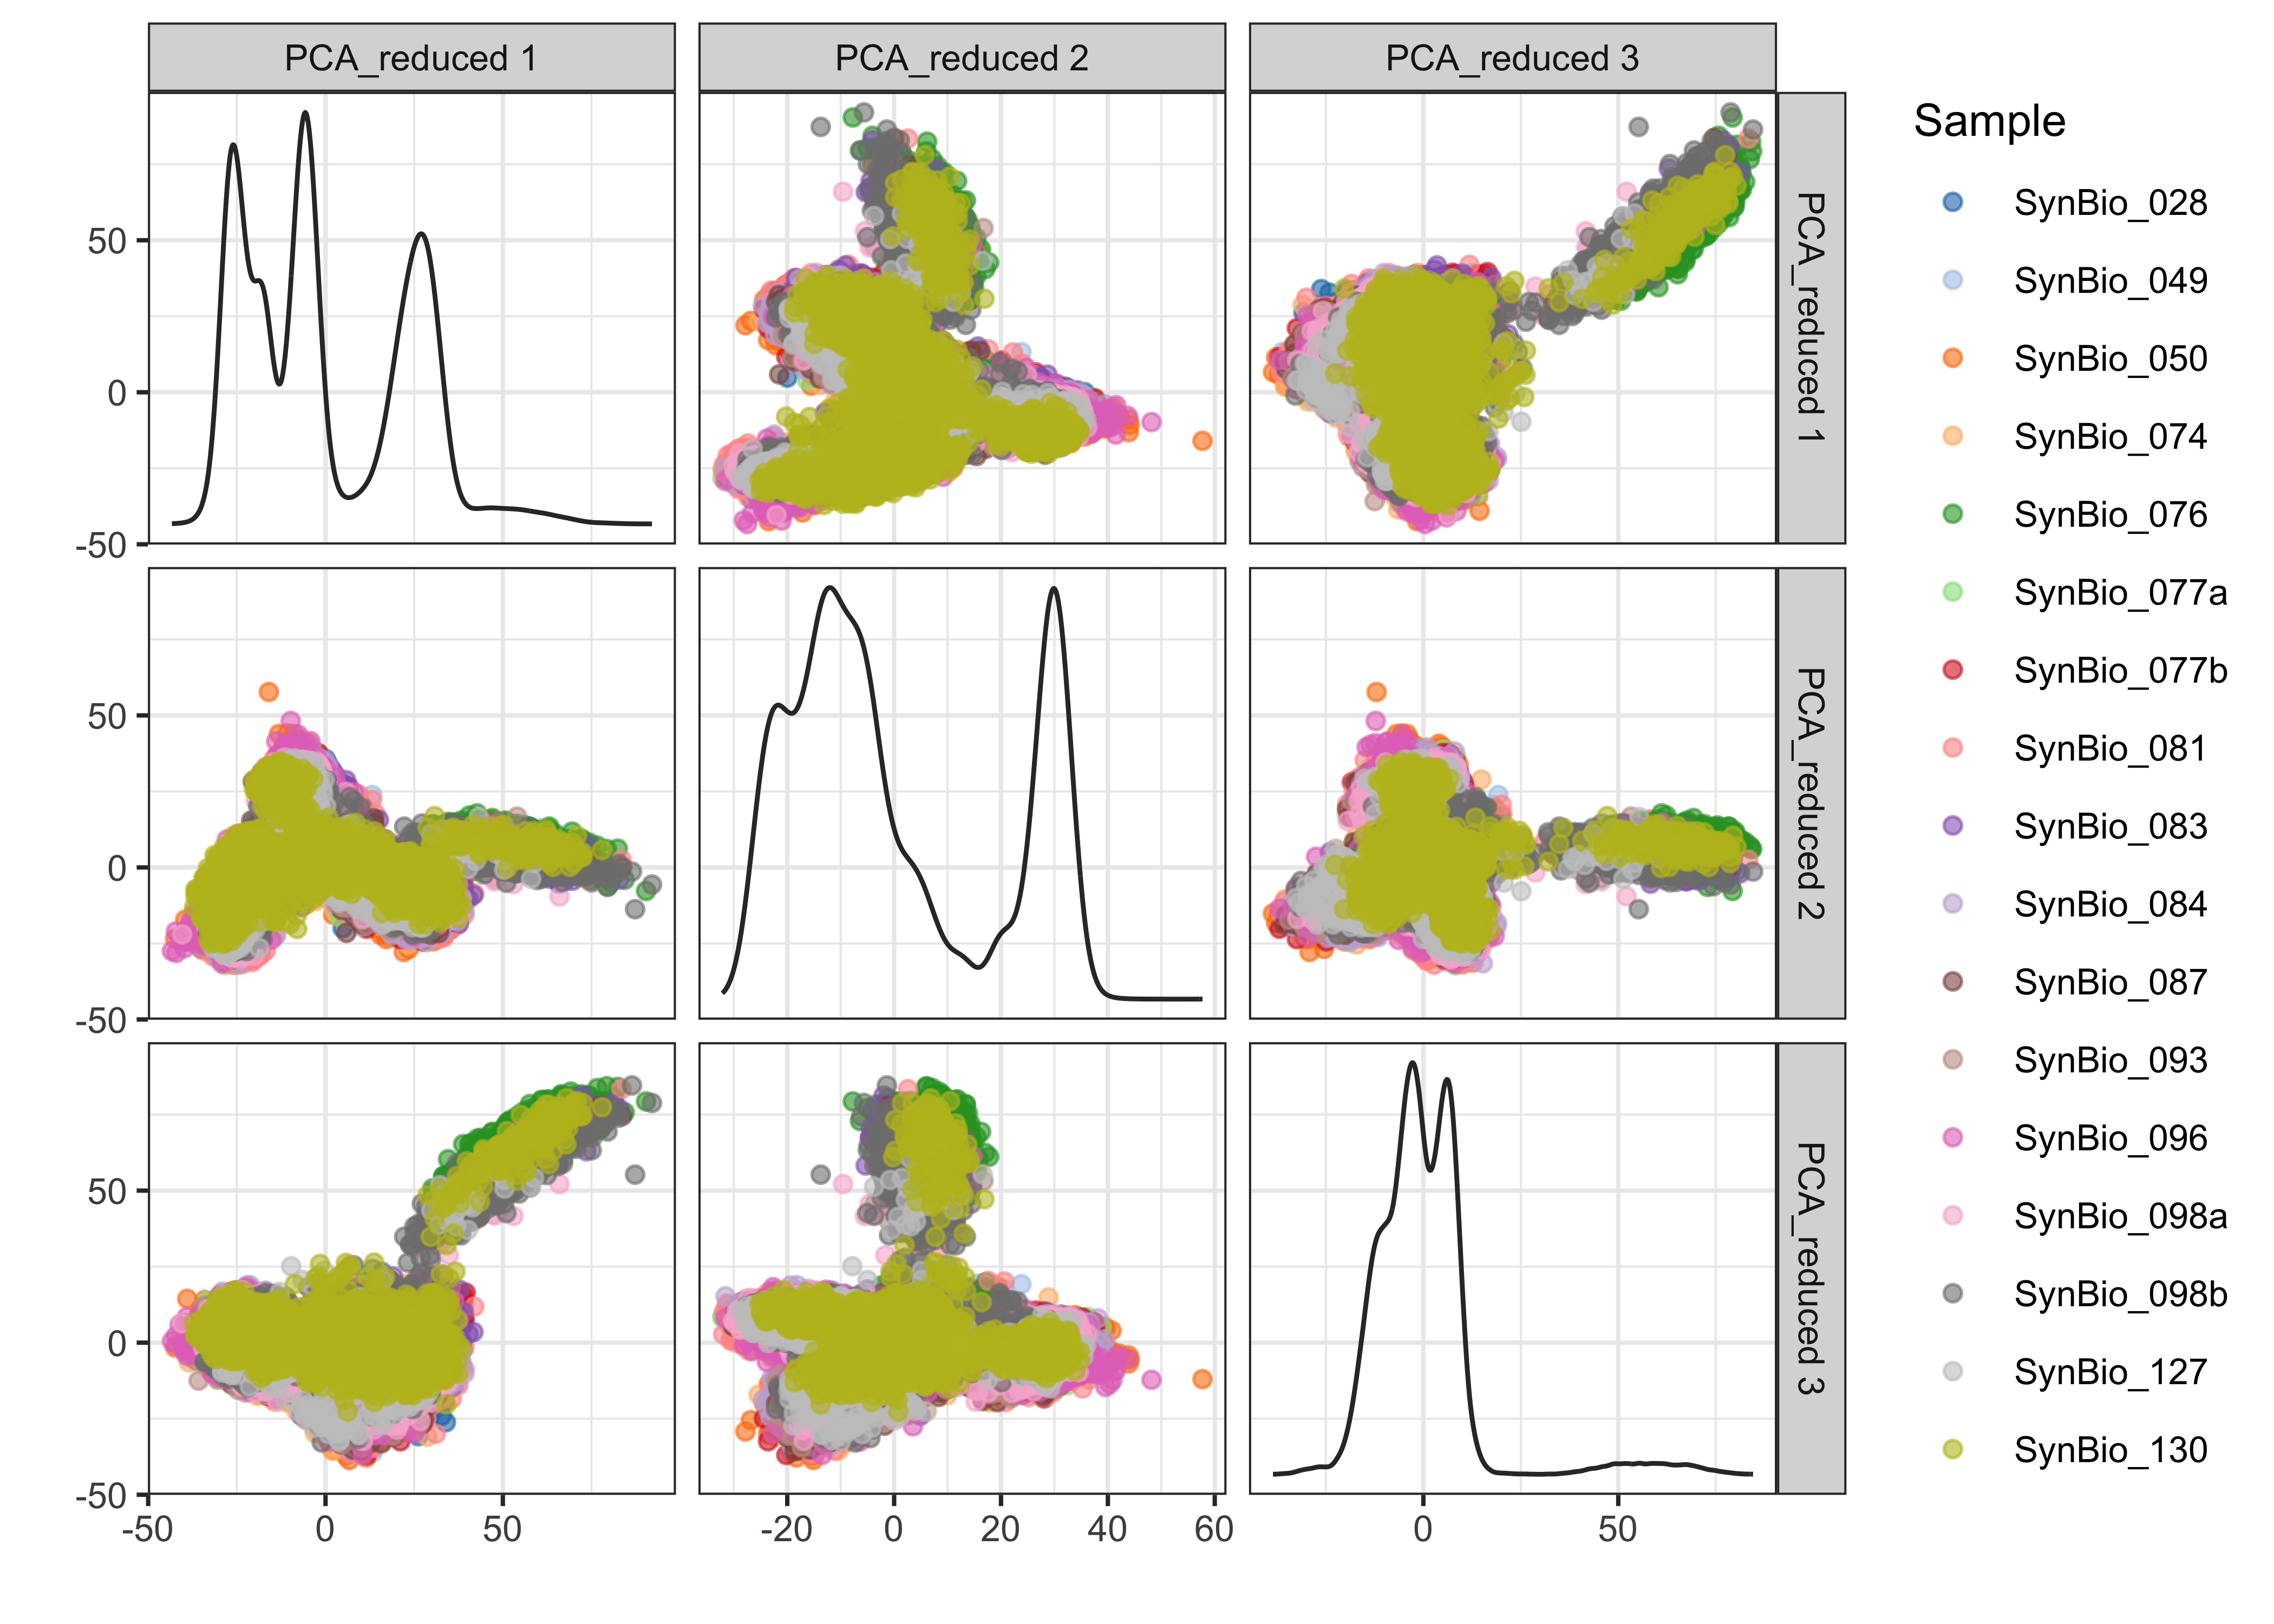 PCA_reduced 1
PCA_reduced 2
PCA_reduced 3
50
0
-50
PCA_reduced 1
50
0
-50
PCA_reduced 2
50
0
-50
PCA_reduced 3
-50
0
50
-20
0
20
40
60
0
50
Sample
SynBio_028
SynBio_049
SynBio_050
SynBio_074
SynBio_076
SynBio_077a
SynBio_077b
SynBio_081
SynBio_083
SynBio_084
SynBio_087
SynBio_093
SynBio_096
SynBio_098a
SynBio_098b
SynBio_127
SynBio_130